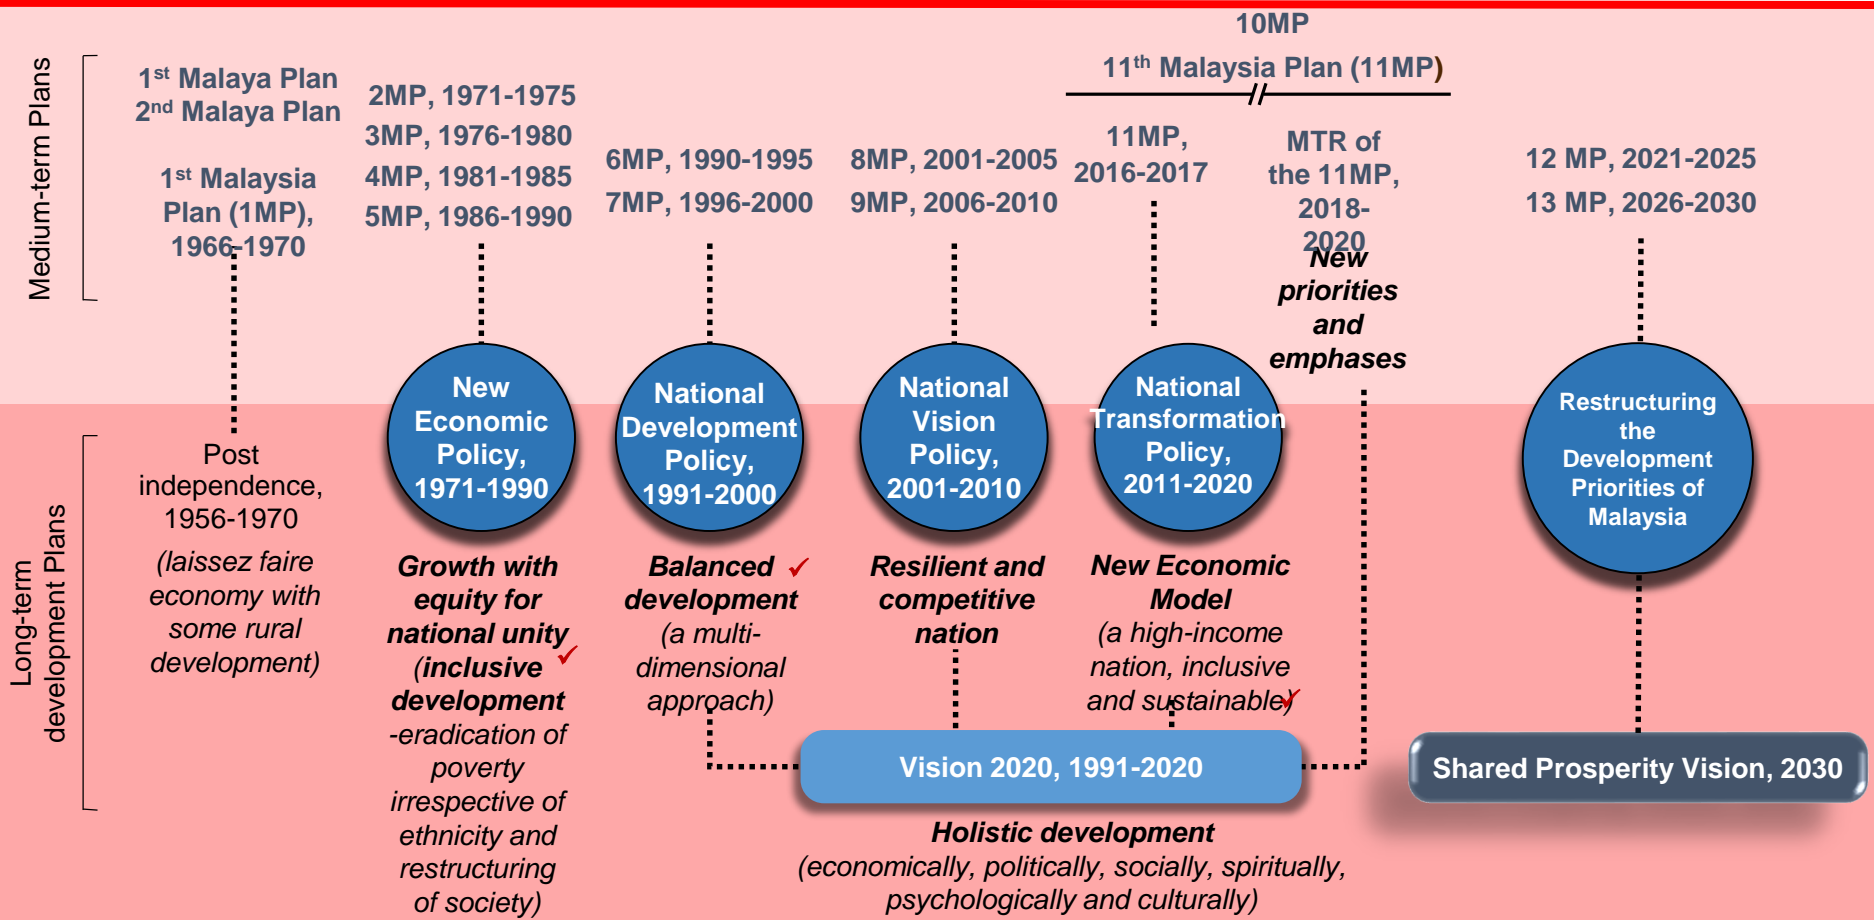 Medium-term Plans
1st Malaya Plan
2nd Malaya Plan
1st Malaysia
Plan (1MP),
1966-1970
2MP, 1971-1975
3MP, 1976-1980
4MP, 1981-1985
5MP, 1986-1990
6MP, 1990-1995
7MP, 1996-2000
8MP, 2001-2005
9MP, 2006-2010
10MP
11th Malaysia Plan (11MP)
11MP,
2016-2017
MTR of
the 11MP,
2018-
2020
New
priorities
and
emphases
12 MP, 2021-2025
13 MP, 2026-2030
Long-term
development Plans
Post
independence,
1956-1970
(laissez faire
economy with
some rural
development)
New
Economic
Policy,
1971-1990
Growth with
equity for
national unity
(inclusive
development
-eradication of
poverty
irrespective of
ethnicity and
restructuring
of society)
National
Development
Policy,
1991-2000
Balanced
development
(a multi-
dimensional
approach)
National
Vision
Policy,
2001-2010
Resilient and
competitive
nation
National
Transformation
Policy,
2011-2020
New Economic
Model
(a high-income
nation, inclusive
and sustainable)
Restructuring
the
Development
Priorities of
Malaysia
Vision 2020, 1991-2020
Shared Prosperity Vision, 2030
Holistic development
(economically, politically, socially, spiritually,
psychologically and culturally)